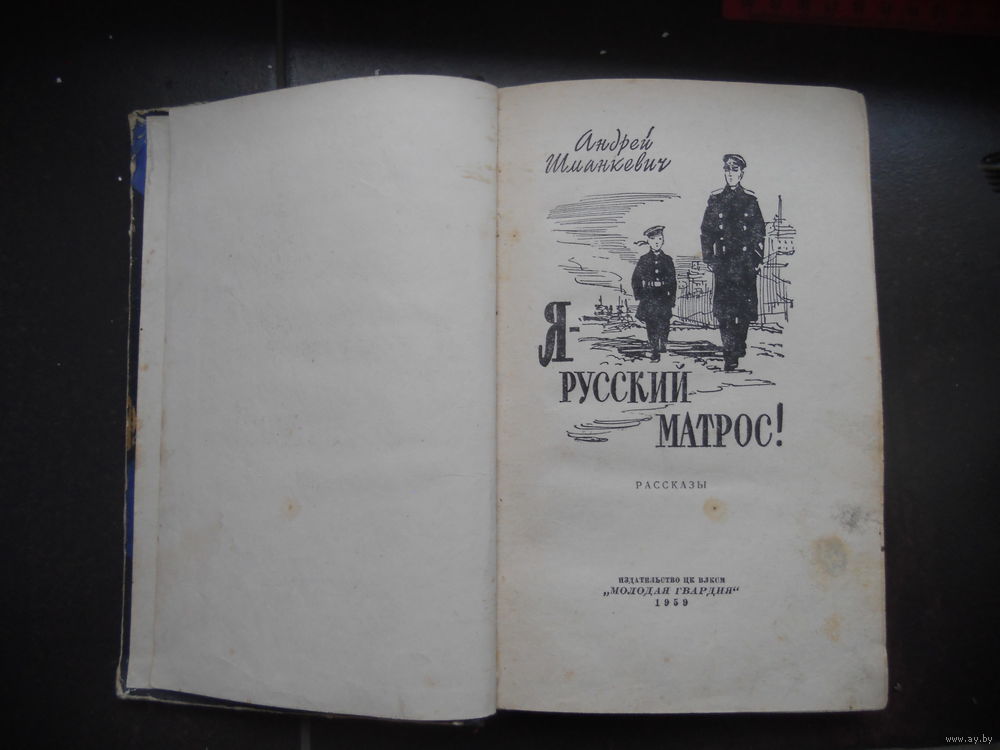 Андрей
Шманкевич
Я-
РУССКИЙ
МАТРОС!
РАССКАЗЫ
ИЗДАТЕЛЬСТВО ЦК ВЛКСМ
„МОЛОДАЯ ГВАРДИЯ“
1959
www.ay.by